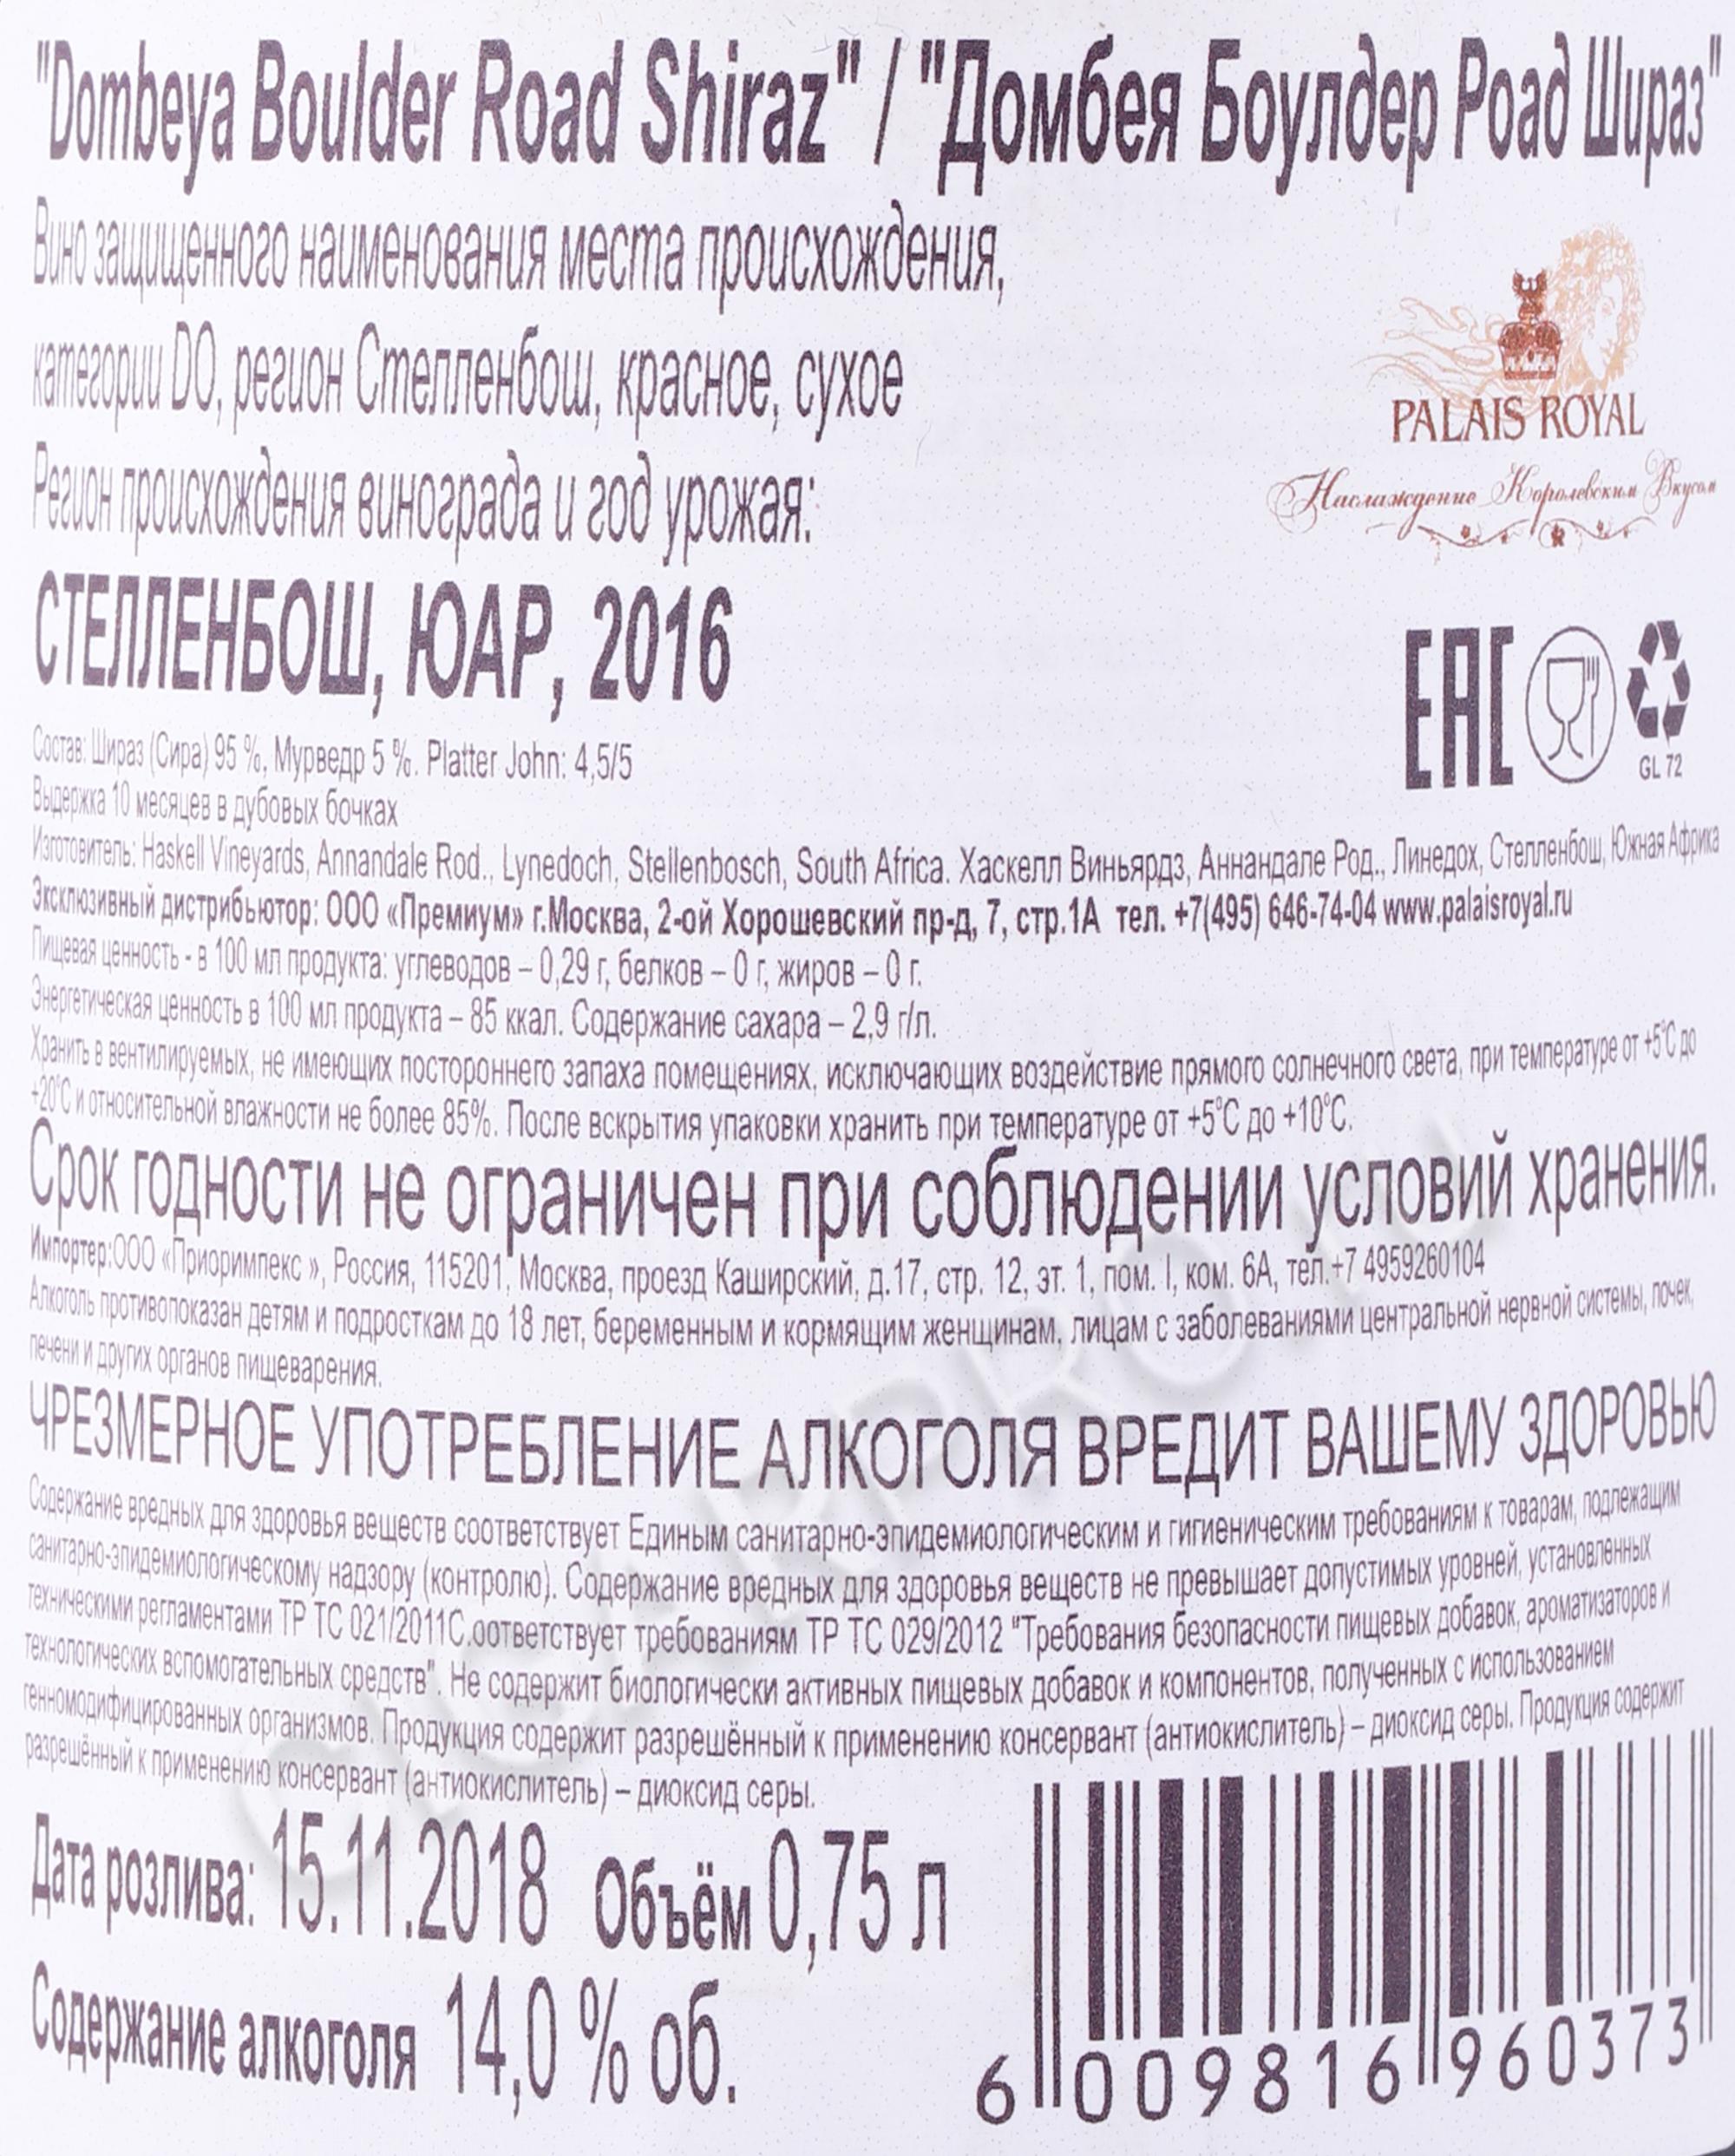 "Dombeya Boulder Road Shiraz" / "Домбея Боулдер Роад Шираз"
Вино защищенного наименования места происхождения,
категории DO, регион Стелленбош, красное, сухое
PALAIS ROYAL
Наслаждение Королевским Вкусом
Регион происхождения винограда и год урожая:
СТЕЛЛЕНБОШ, ЮАР, 2016
EAC
GL 72
Состав: Шираз (Сира) 95 %, Мурведр 5 %. Platter John: 4,5/5
Выдержка 10 месяцев в дубовых бочках
Изготовитель: Haskell Vineyards, Annandale Rod., Lynedoch, Stellenbosch, South Africa. Хаскелл Виньярдз, Аннандале Род., Линедох, Стелленбош, Южная Африка
Эксклюзивный дистрибьютор: ООО «Премиум» г.Москва, 2-ой Хорошевский пр-д, 7, стр.1А тел. +7(495) 646-74-04 www.palaisroyal.ru
Пищевая ценность - в 100 мл продукта: углеводов – 0,29 г, белков – 0 г, жиров – 0 г.
Энергетическая ценность в 100 мл продукта – 85 ккал. Содержание сахара – 2,9 г/л.
Хранить в вентилируемых, не имеющих постороннего запаха помещениях, исключающих воздействие прямого солнечного света, при температуре от +5°С до
+20°С и относительной влажности не более 85%. После вскрытия упаковки хранить при температуре от +5°С до +10°С.
Срок годности не ограничен при соблюдении условий хранения.
Импортер:ООО «Приоримпекс », Россия, 115201, Москва, проезд Каширский, д.17, стр. 12, эт. 1, пом. I, ком. 6А, тел.+7 4959260104
Алкоголь противопоказан детям и подросткам до 18 лет, беременным и кормящим женщинам, лицам с заболеваниями центральной нервной системы, почек,
печени и других органов пищеварения.
ЧРЕЗМЕРНОЕ УПОТРЕБЛЕНИЕ АЛКОГОЛЯ ВРЕДИТ ВАШЕМУ ЗДОРОВЬЮ
Содержание вредных для здоровья веществ соответствует Единым санитарно-эпидемиологическим и гигиеническим требованиям к товарам, подлежащим
санитарно-эпидемиологическому надзору (контролю). Содержание вредных для здоровья веществ не превышает допустимых уровней, установленных
техническими регламентами ТР ТС 021/2011С.оответствует требованиям ТР ТС 029/2012 "Требования безопасности пищевых добавок, ароматизаторов и
технологических вспомогательных средств". Не содержит биологически активных пищевых добавок и компонентов, полученных с использованием
генномодифицированных организмов. Продукция содержит разрешённый к применению консервант (антиокислитель) – диоксид серы. Продукция содержит
разрешённый к применению консервант (антиокислитель) – диоксид серы.
Дата розлива: 15.11.2018 Объём 0,75 л
Содержание алкоголя 14,0 % об.
6 009816 960373
CIGARPRO.ru